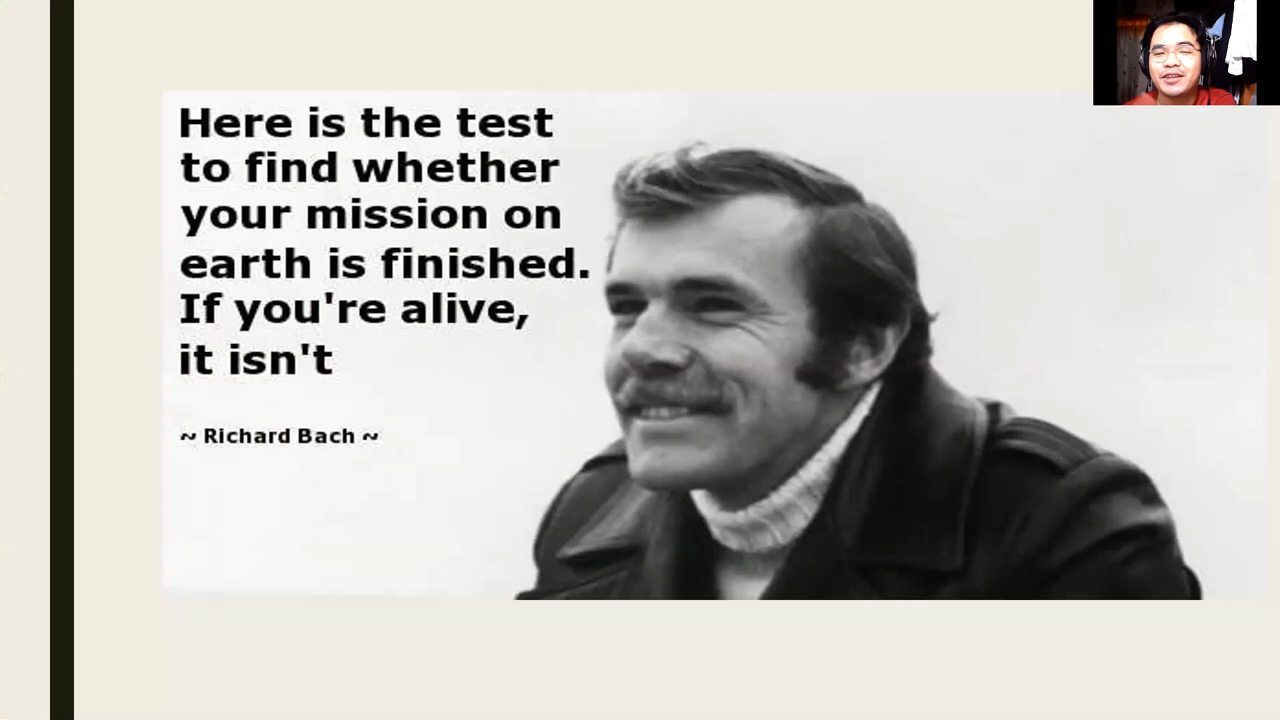 Here is the test
to find whether
your mission on
earth is finished.
If you're alive,
it isn't
~ Richard Bach ~